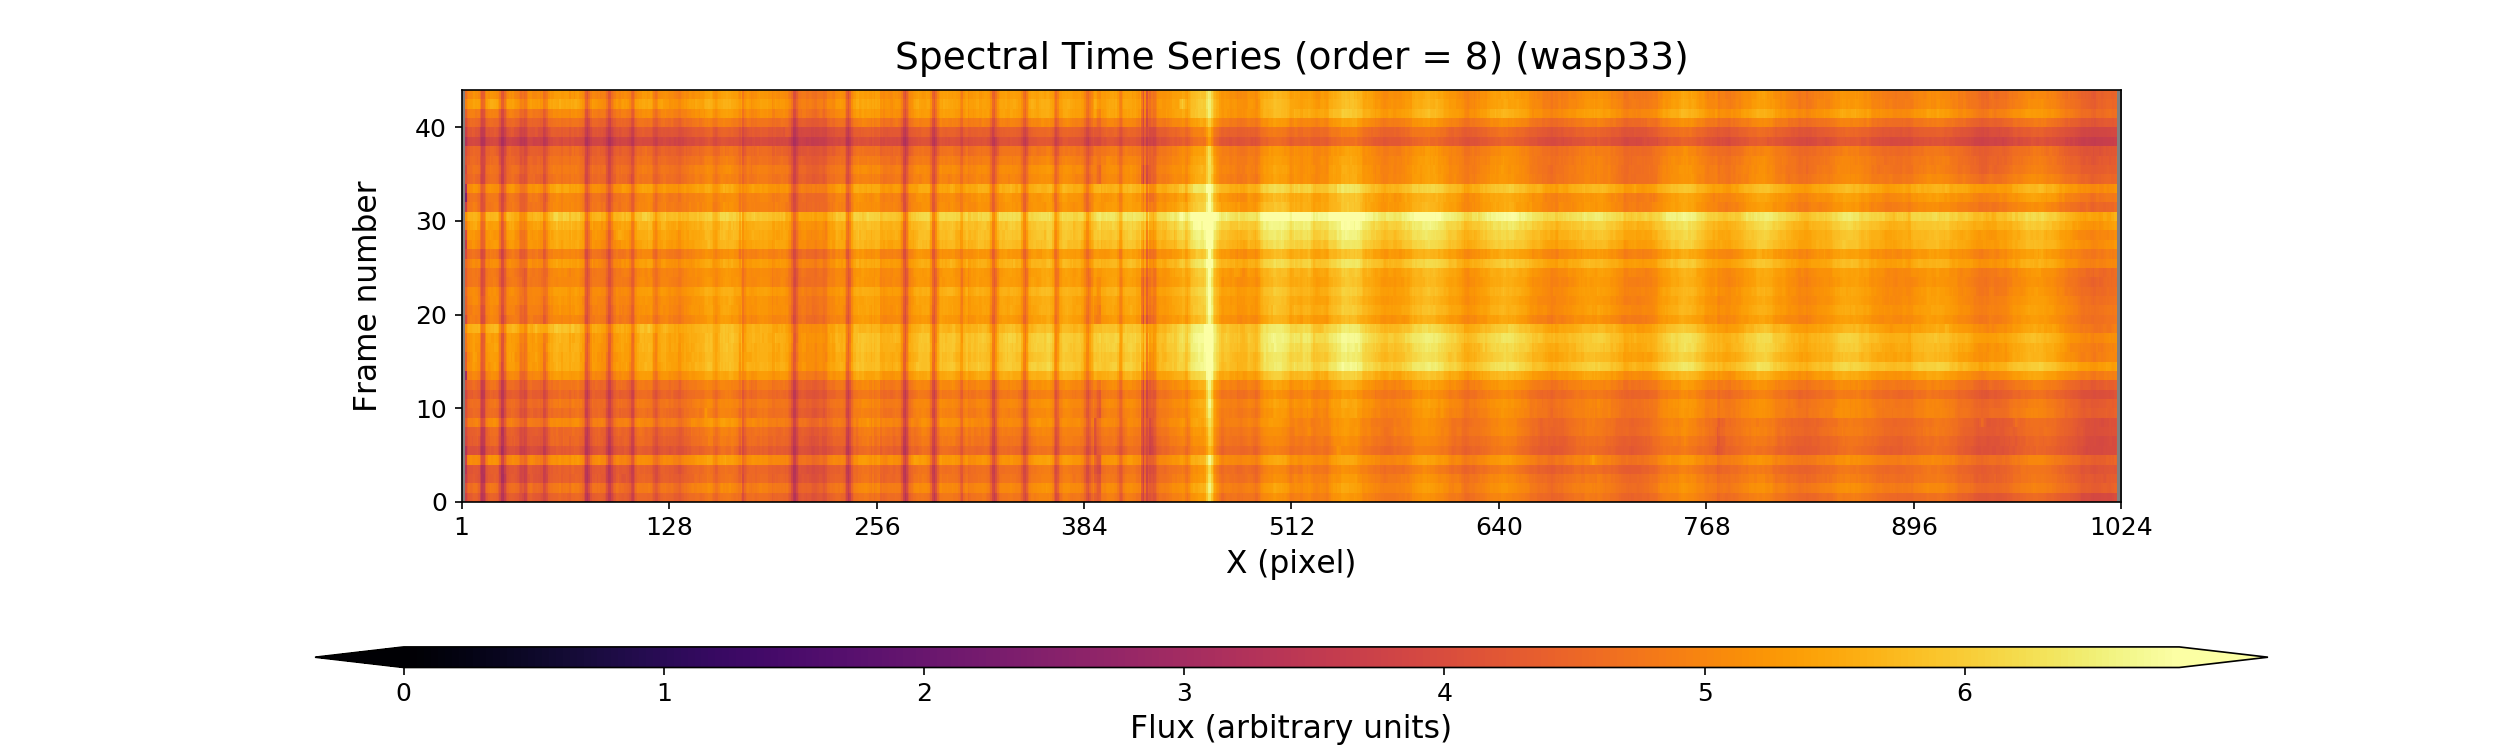 Spectral Time Series (order = 8) (wasp33)
Frame number
40
30
20
10
0
1 128 256 384 512 640 768 896 1024
X (pixel)
0 1 2 3 4 5 6
Flux (arbitrary units)